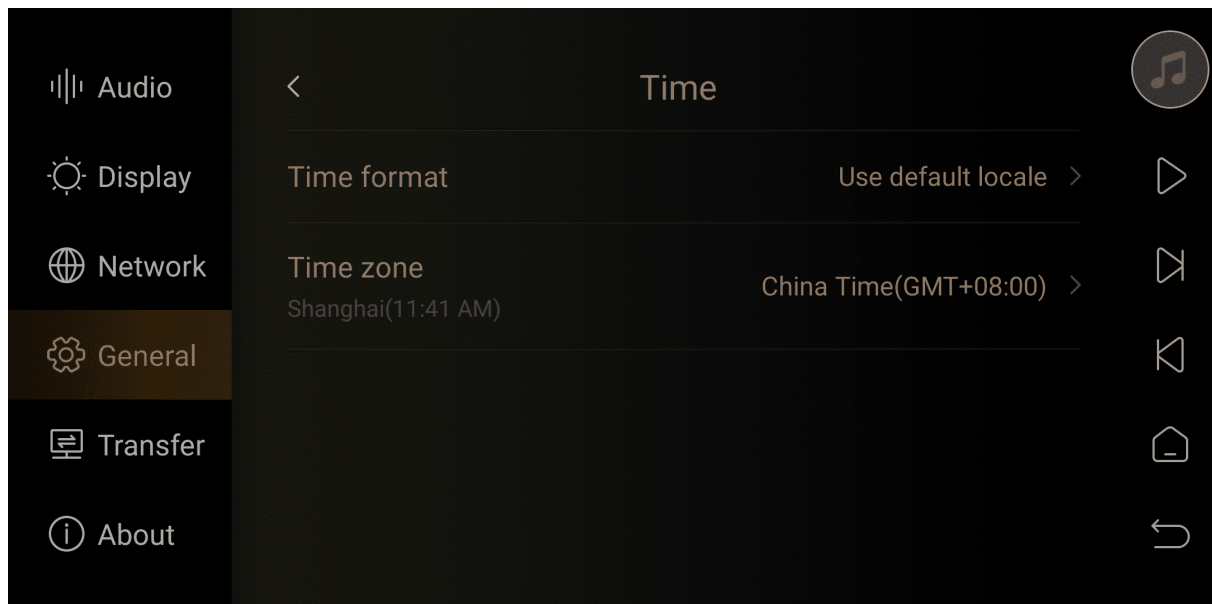 Audio
Display
Network
General
Transfer
About
Time
Time format
Use default locale
Time zone
Shanghai(11:41 AM)
China Time(GMT+08:00)